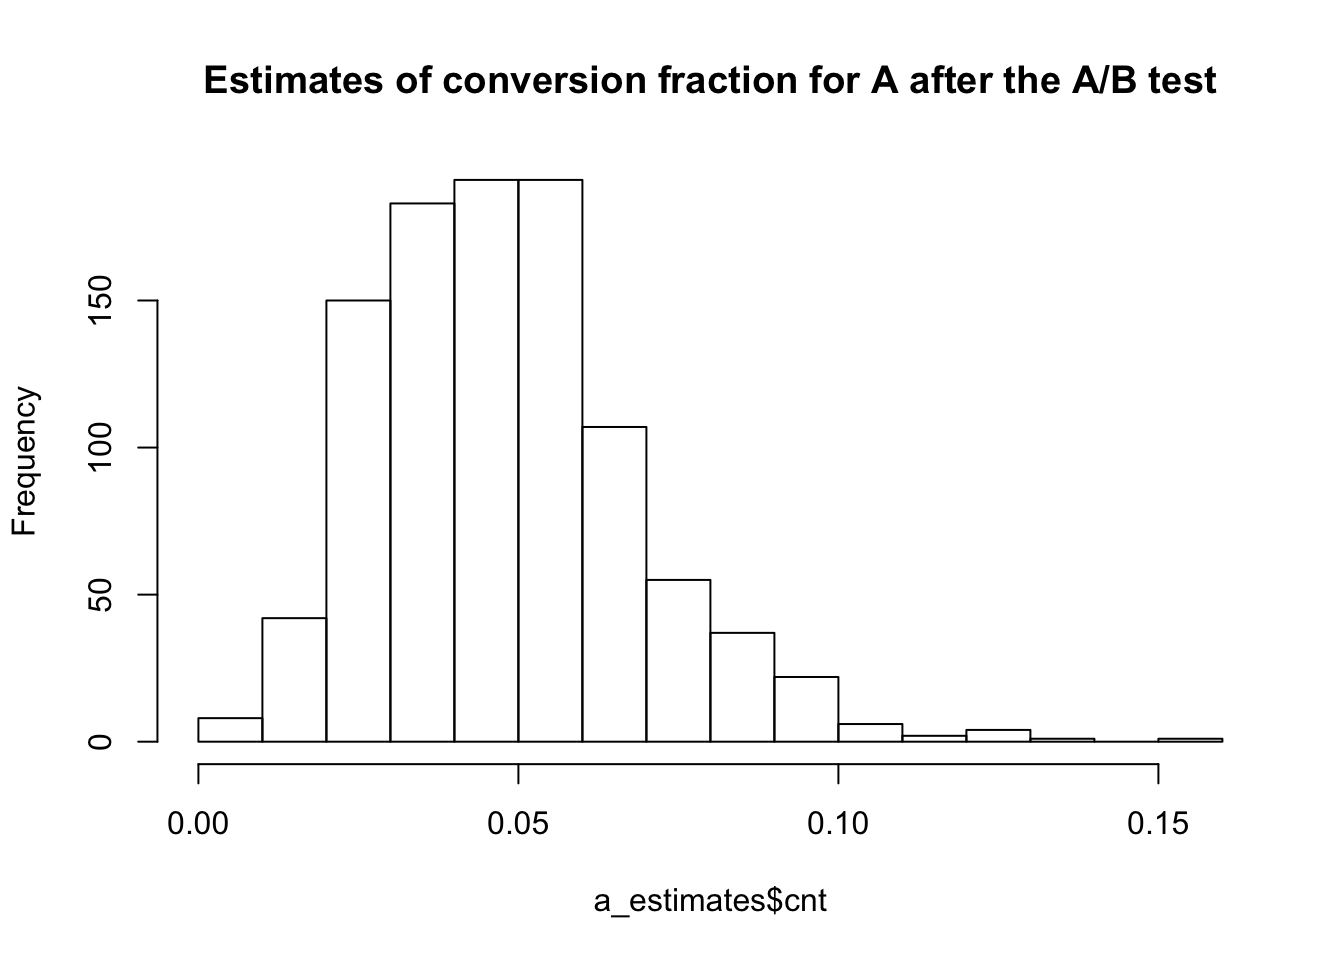 Estimates of conversion fraction for A after the A/B test
Frequency
150
100
50
0
0.00 0.05 0.10 0.15
a_estimates$cnt